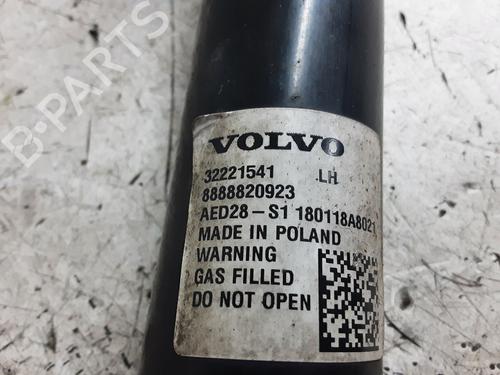 B-PARTS
VOLVO
32221541 LH
8888820923
AED28-S1 180118A8021
MADE IN POLAND
WARNING
GAS FILLED
DO NOT OPEN